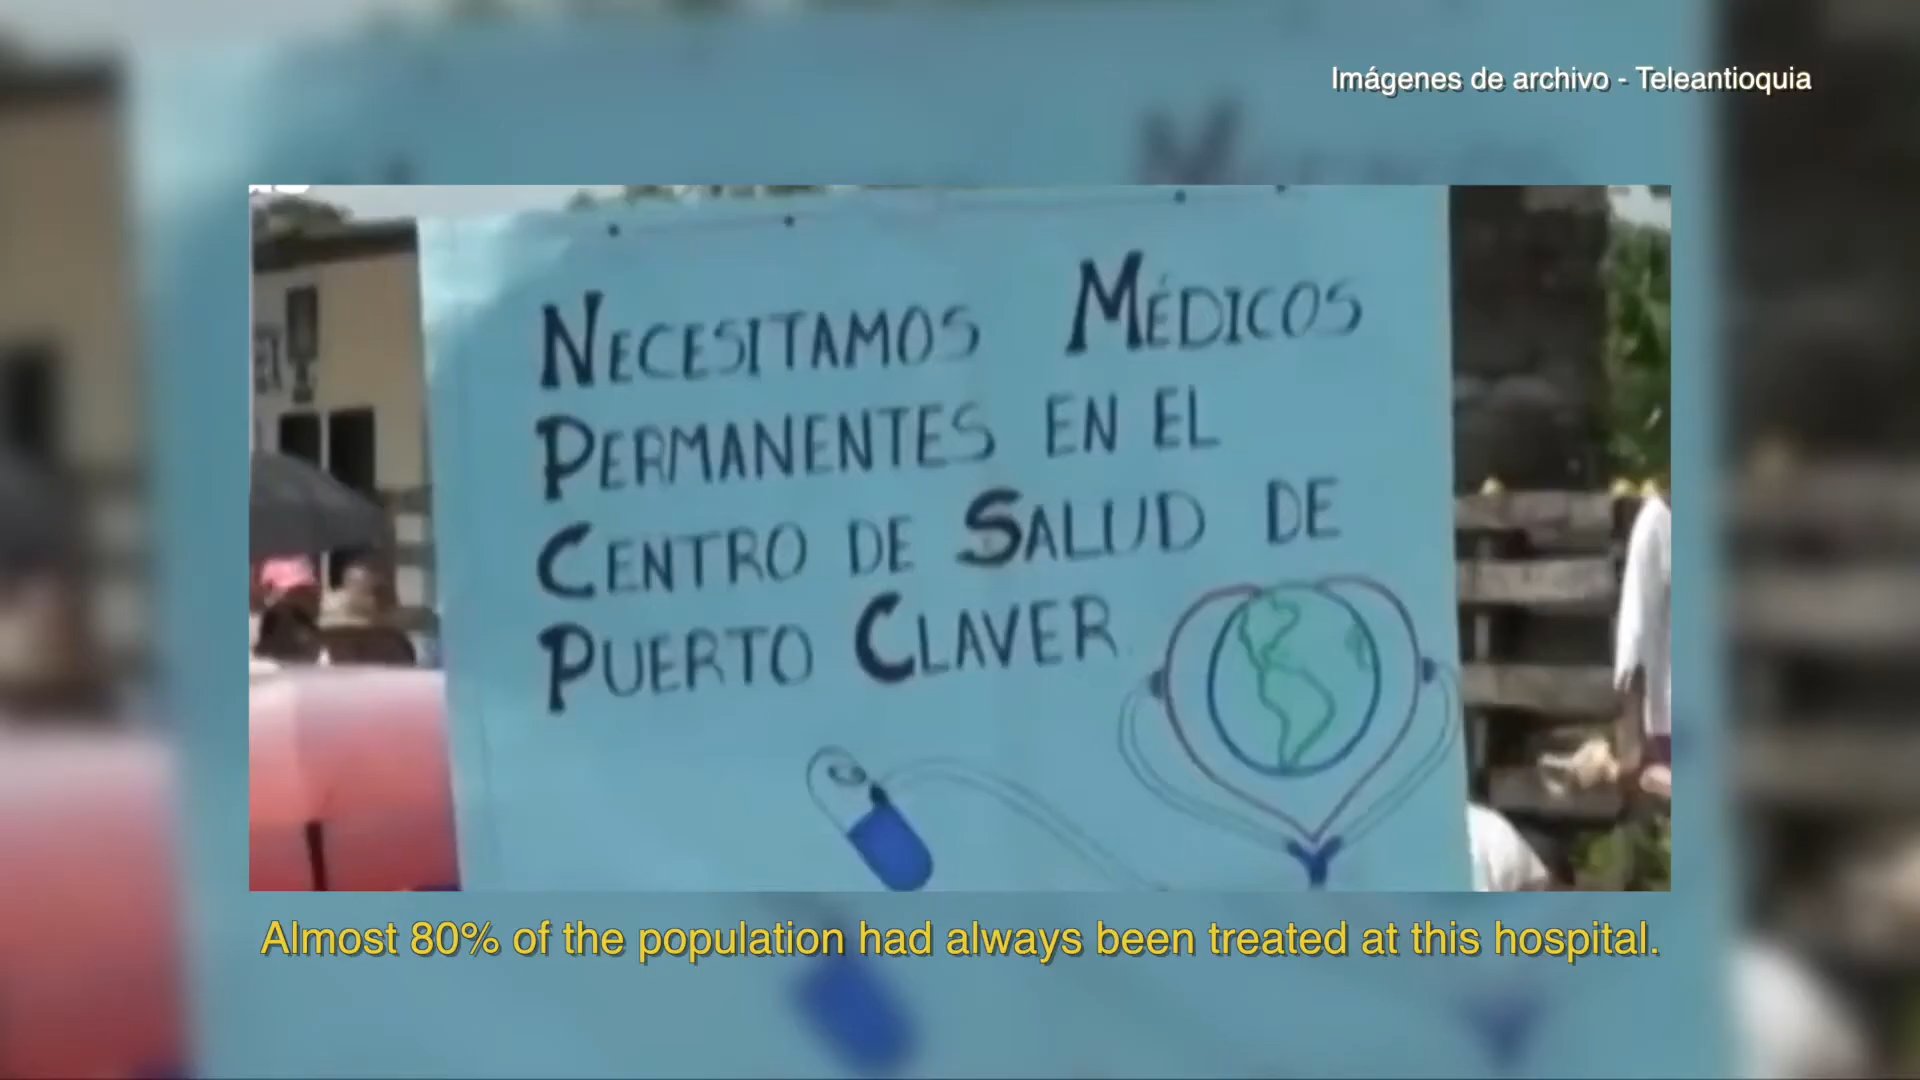 Imágenes de archivo - Teleantioquia
NECESITAMOS MÉDICOS
PERMANENTES EN EL
CENTRO DE SALUD DE
PUERTO CLAVER.
Almost 80% of the population had always been treated at this hospital.